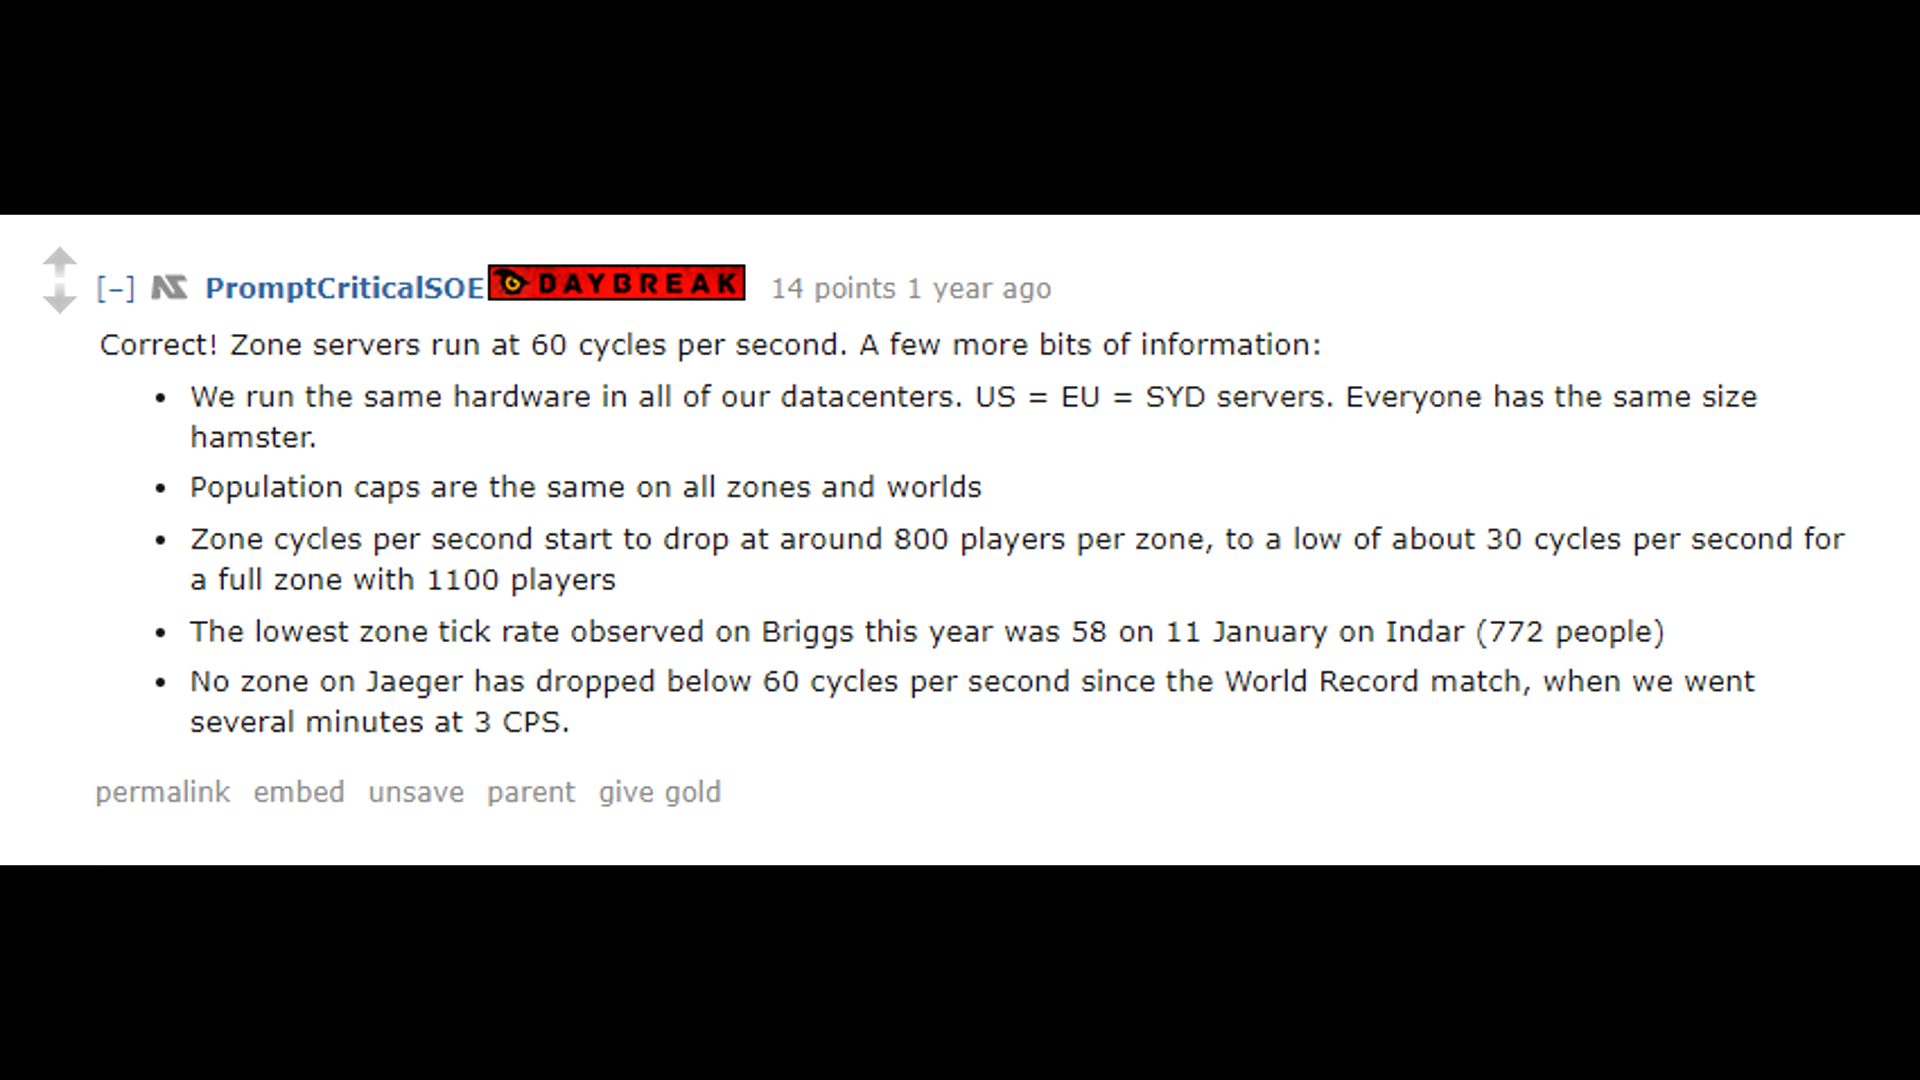 [–] NS PromptCriticalSOE DAYBREAK 14 points 1 year ago
Correct! Zone servers run at 60 cycles per second. A few more bits of information:
• We run the same hardware in all of our datacenters. US = EU = SYD servers. Everyone has the same size
hamster.
• Population caps are the same on all zones and worlds
• Zone cycles per second start to drop at around 800 players per zone, to a low of about 30 cycles per second for
a full zone with 1100 players
• The lowest zone tick rate observed on Briggs this year was 58 on 11 January on Indar (772 people)
• No zone on Jaeger has dropped below 60 cycles per second since the World Record match, when we went
several minutes at 3 CPS.
permalink embed unsave parent give gold